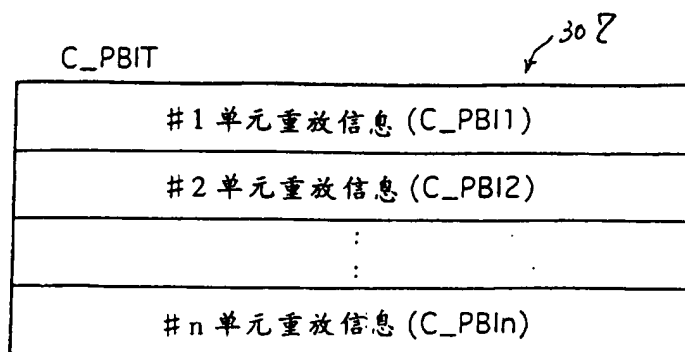 C_PBIT
307
#1 单元重放信息 (C_PBI1)
#2 单元重放信息 (C_PBI2)
:
:
#n 单元重放信息 (C_PBIn)